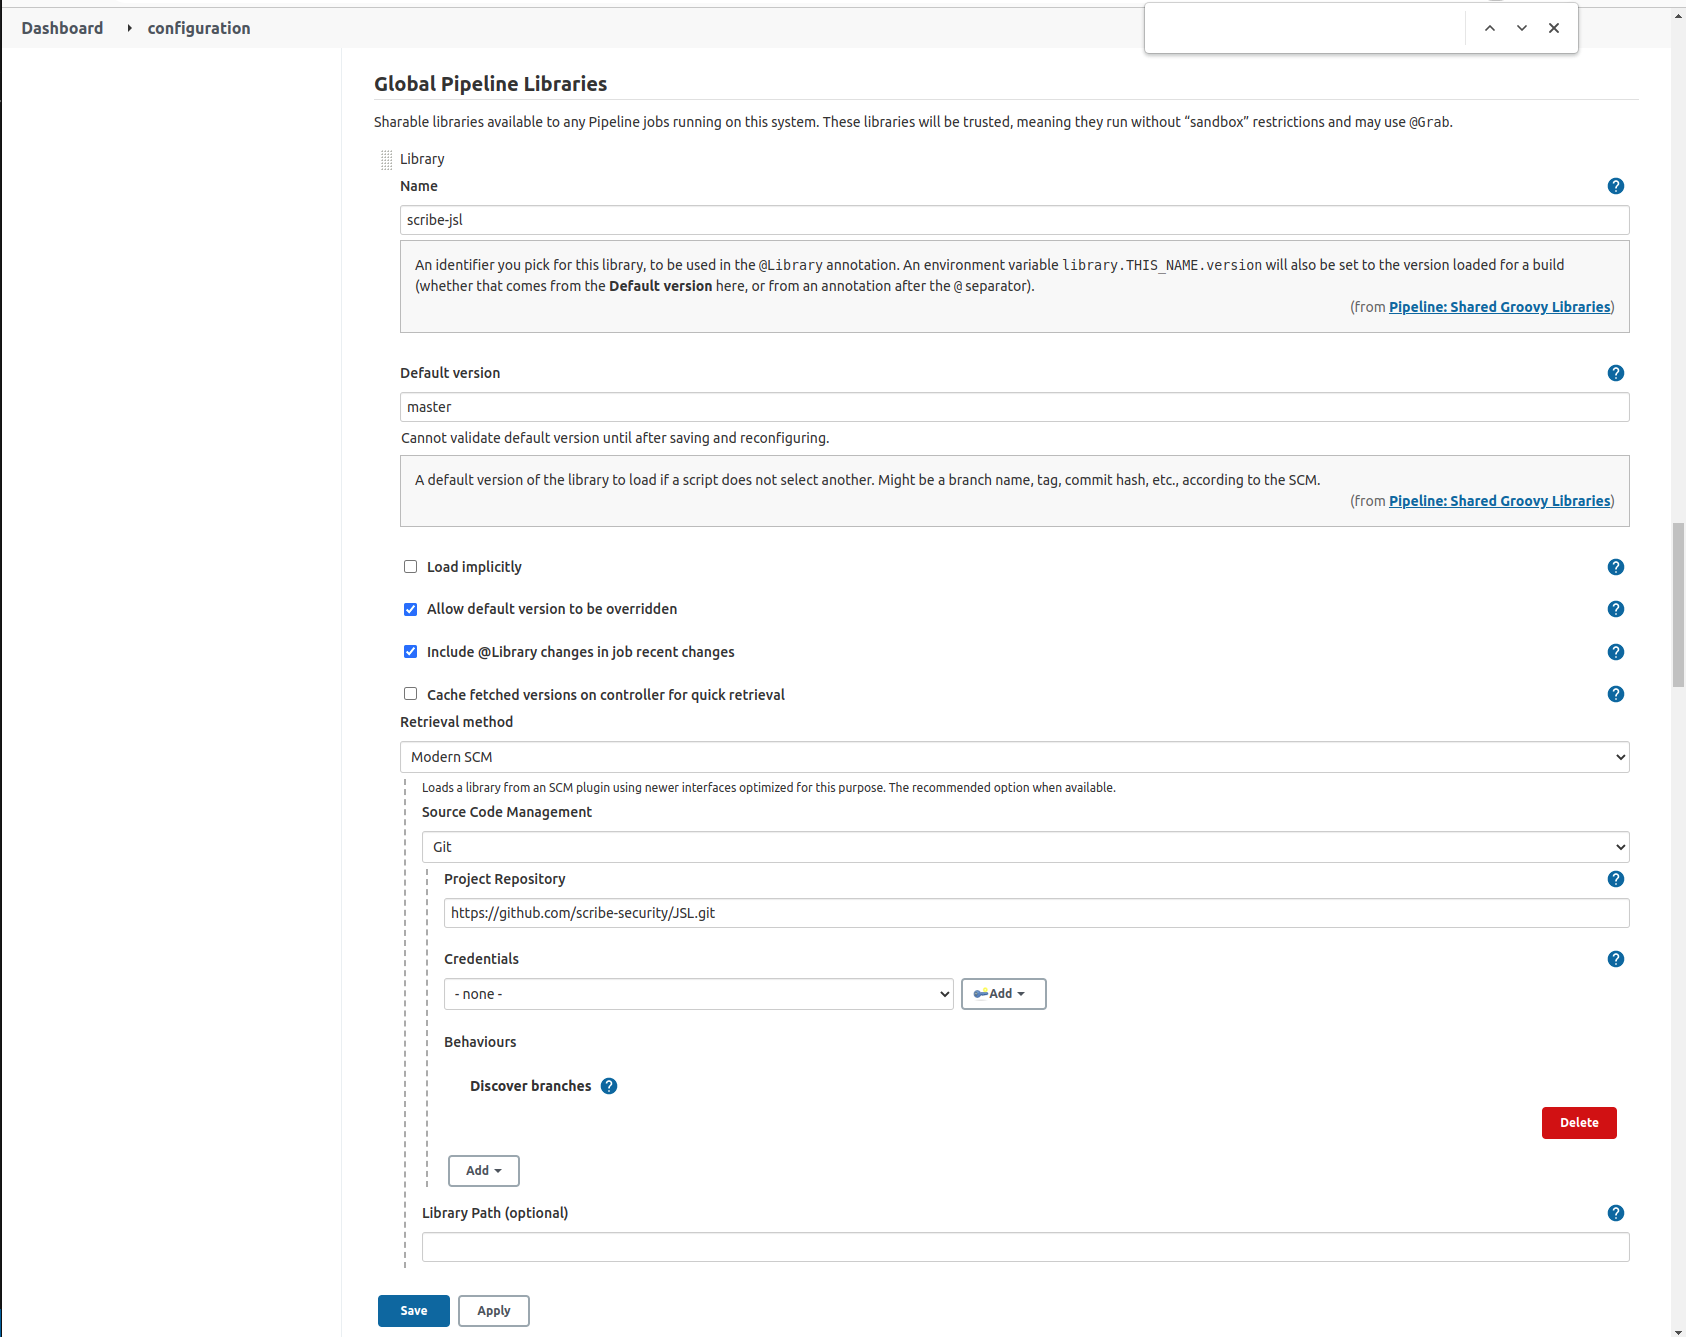 Dashboard configuration
Global Pipeline Libraries
Sharable libraries available to any Pipeline jobs running on this system. These libraries will be trusted, meaning they run without “sandbox” restrictions and may use @Grab.
Library
Name
scribe-jsl
An identifier you pick for this library, to be used in the @Library annotation. An environment variable library.THIS_NAME.version will also be set to the version loaded for a build
(whether that comes from the Default version here, or from an annotation after the @ separator).
(from Pipeline: Shared Groovy Libraries)
Default version
master
Cannot validate default version until after saving and reconfiguring.
A default version of the library to load if a script does not select another. Might be a branch name, tag, commit hash, etc., according to the SCM.
(from Pipeline: Shared Groovy Libraries)
Load implicitly
Allow default version to be overridden
Include @Library changes in job recent changes
Cache fetched versions on controller for quick retrieval
Retrieval method
Modern SCM
Loads a library from an SCM plugin using newer interfaces optimized for this purpose. The recommended option when available.
Source Code Management
Git
Project Repository
https://github.com/scribe-security/JSL.git
Credentials
- none -
Add
Behaviours
Discover branches
Delete
Add
Library Path (optional)
Save
Apply